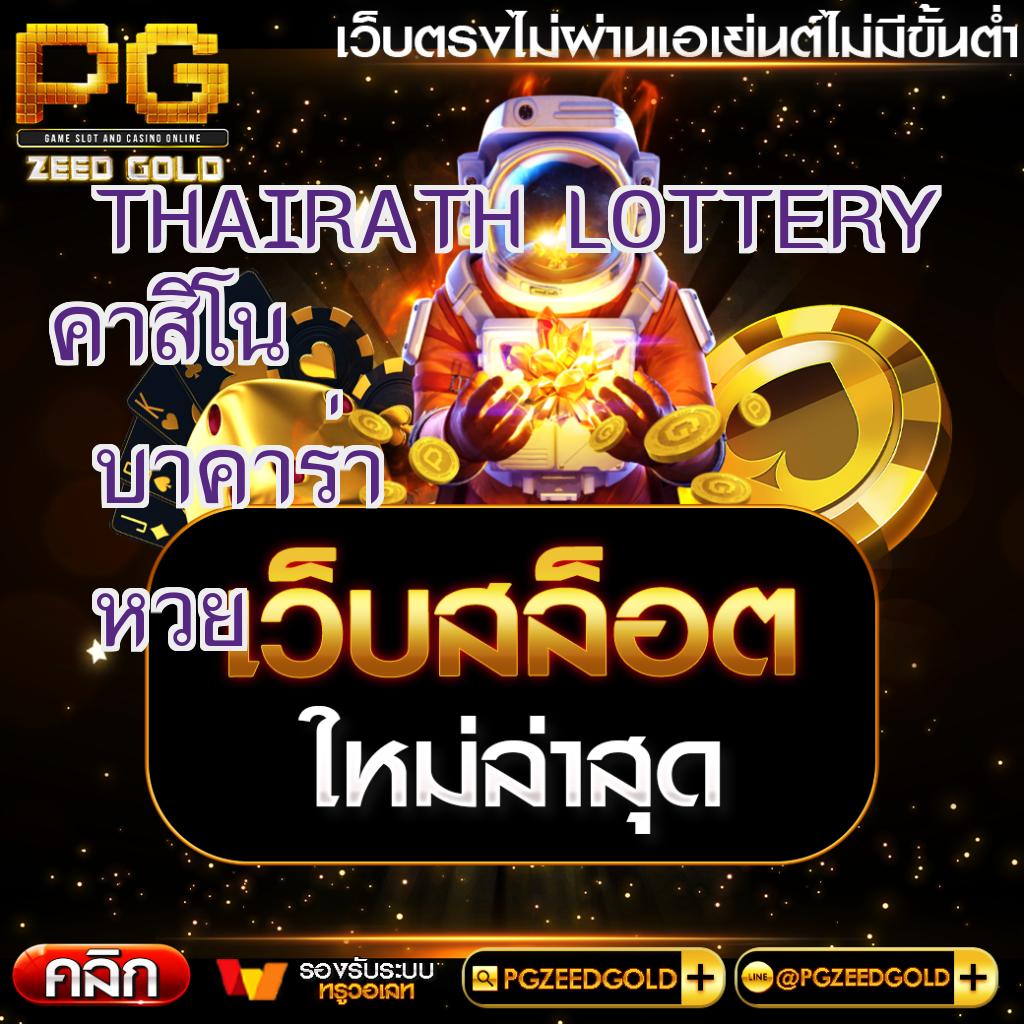 เว็บตรงไม่ผ่านเอเย่นต์ไม่มีขั้นต่ำ
PG
GAME SLOT AND CASINO ONLINE
ZEED GOLD
THAIRATH LOTTERY
คาสิโน
บาคาร่า
หวย
เว็บสล็อต
ใหม่ล่าสุด
คลิก
รองรับระบบ
ทรูวอเลท
PGZEEDGOLD
LINE @PGZEEDGOLD